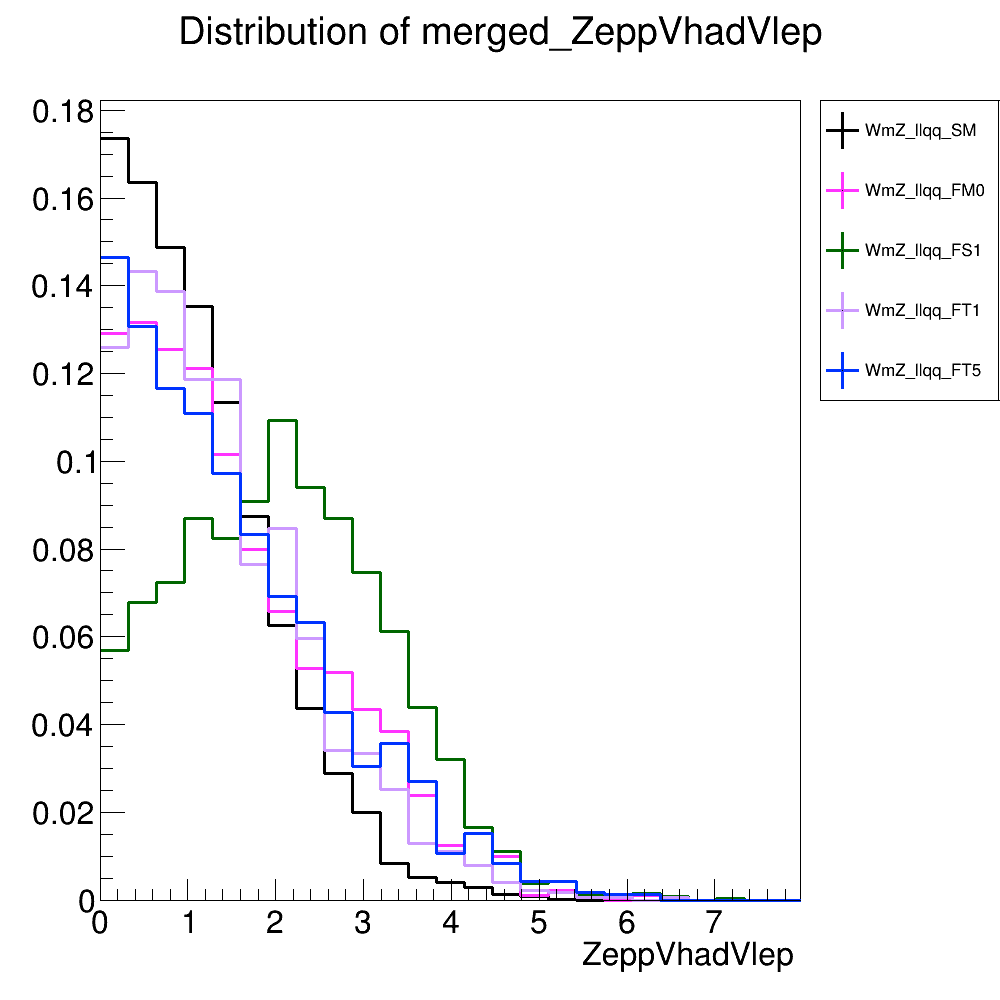 Distribution of merged_ZeppVhadVlep
0.18
0.16
0.14
0.12
0.1
0.08
0.06
0.04
0.02
0
0 1 2 3 4 5 6 7
ZeppVhadVlep
WmZ_llqq_SM
WmZ_llqq_FM0
WmZ_llqq_FS1
WmZ_llqq_FT1
WmZ_llqq_FT5